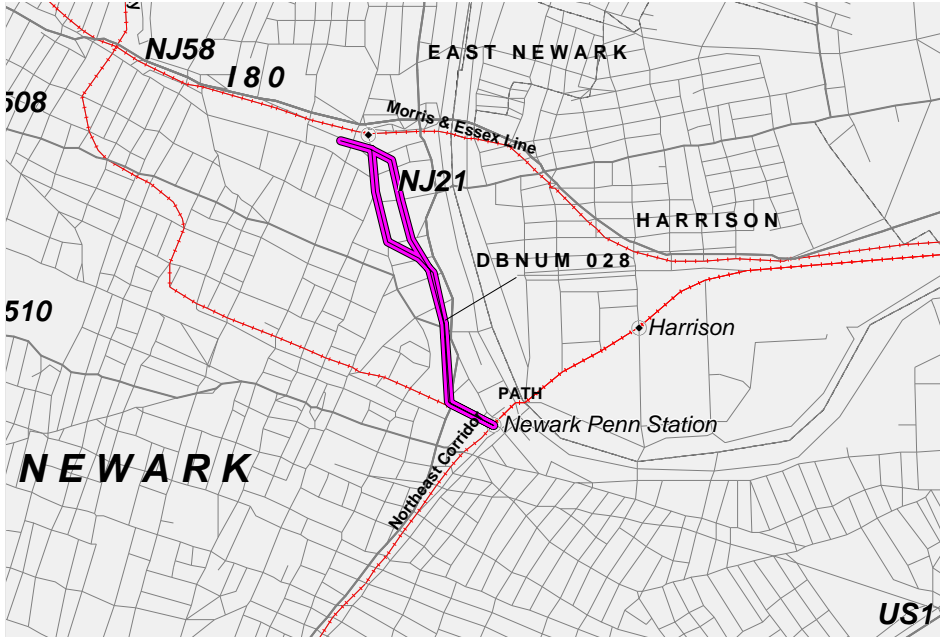 EAST NEWARK
NJ58
I 80
508
Morris & Essex Line
NJ21
HARRISON
DBNUM 028
510
Harrison
PATH
Newark Penn Station
NEWARK
Northeast Corridor
US1